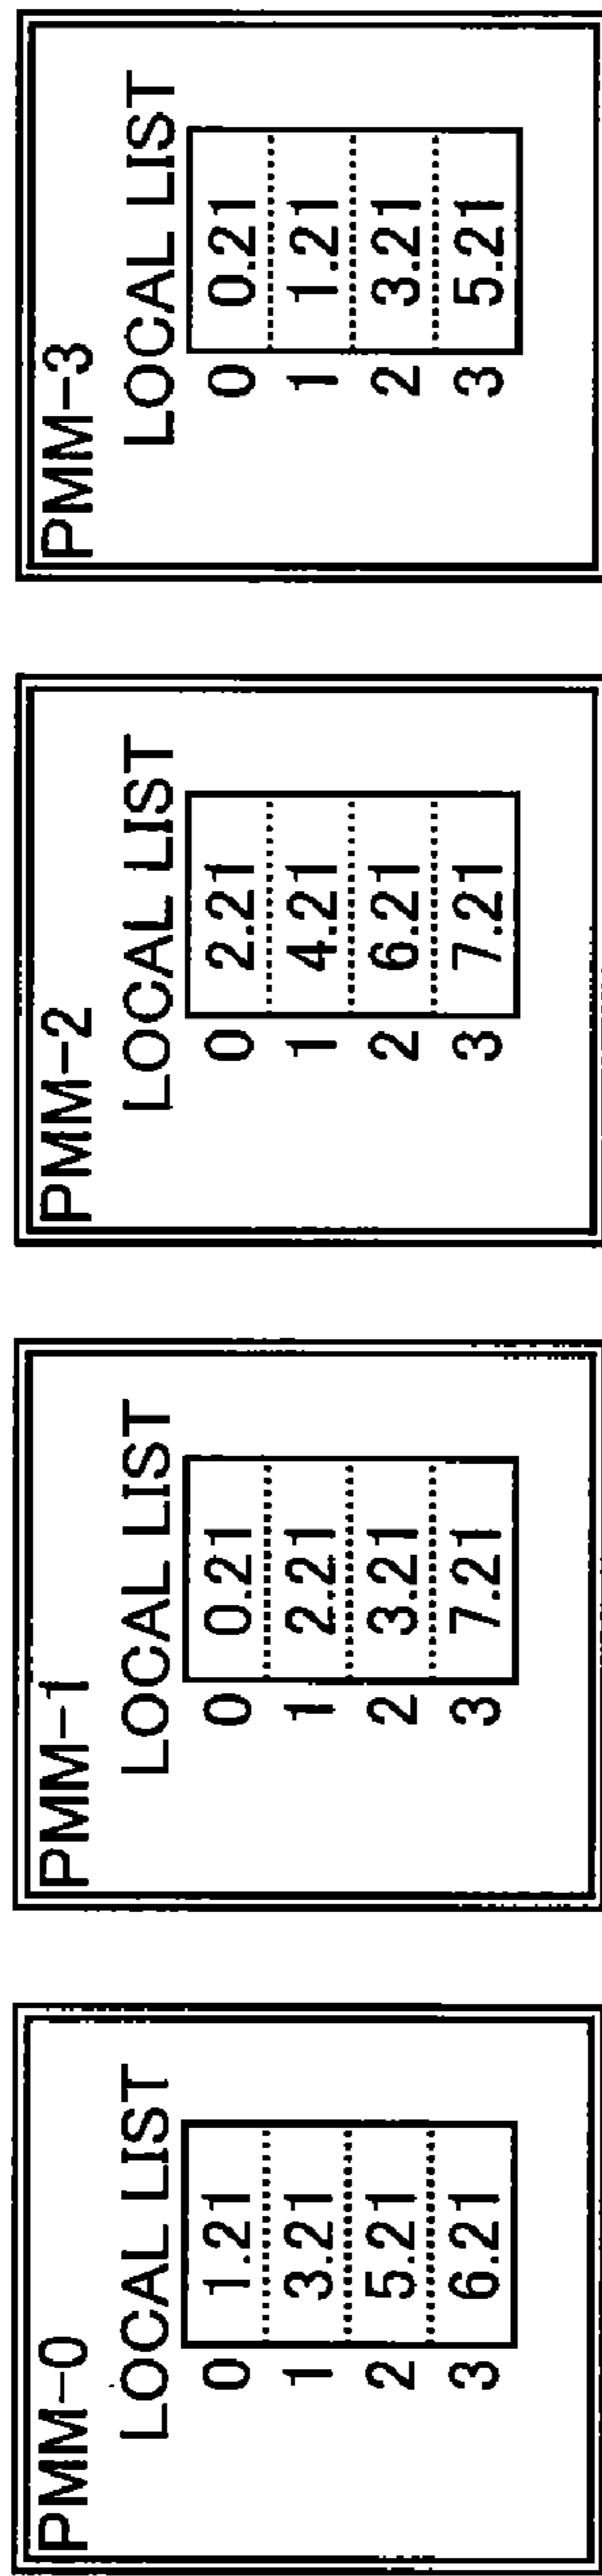 PMM-0
LOCAL LIST
0 1.21
1 3.21
2 5.21
3 6.21
PMM-1
LOCAL LIST
0 0.21
1 2.21
2 3.21
3 7.21
PMM-2
LOCAL LIST
0 2.21
1 4.21
2 6.21
3 7.21
PMM-3
LOCAL LIST
0 0.21
1 1.21
2 3.21
3 5.21